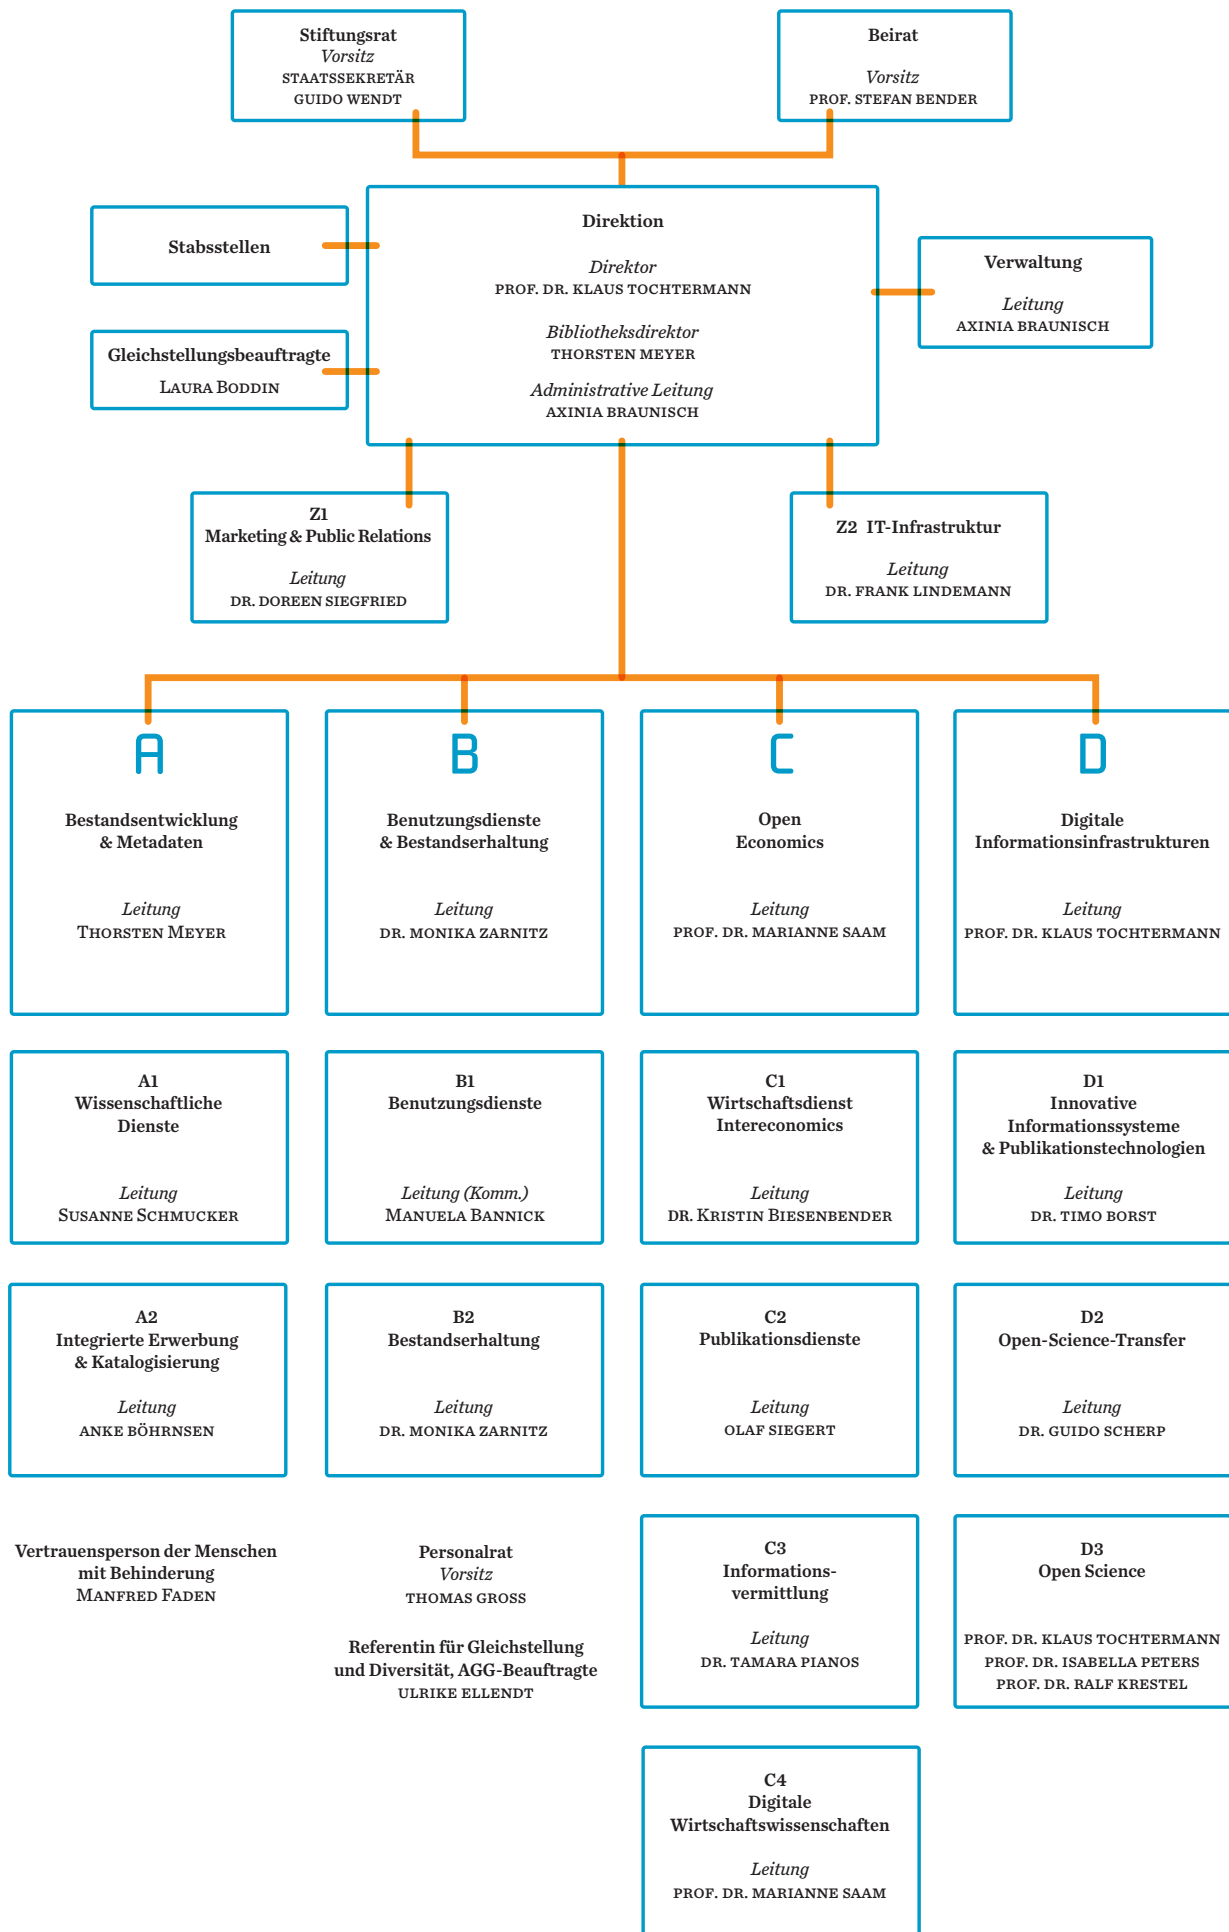 Stiftungsrat
Vorsitz
STAATSSEKRETÄR
GUIDO WENDT
Beirat
Vorsitz
PROF. STEFAN BENDER
Stabsstellen
Gleichstellungsbeauftragte
LAURA BODDIN
Direktion
Direktor
PROF. DR. KLAUS TOCHTERMANN
Bibliotheksdirektor
THORSTEN MEYER
Administrative Leitung
AXINIA BRAUNISCH
Verwaltung
Leitung
AXINIA BRAUNISCH
Z1
Marketing & Public Relations
Leitung
DR. DOREEN SIEGFRIED
Z2 IT-Infrastruktur
Leitung
DR. FRANK LINDEMANN
A
Bestandsentwicklung
& Metadaten
Leitung
THORSTEN MEYER
B
Benutzungsdienste
& Bestandserhaltung
Leitung
DR. MONIKA ZARNITZ
C
Open
Economics
Leitung
PROF. DR. MARIANNE SAAM
D
Digitale
Informationsinfrastrukturen
Leitung
PROF. DR. KLAUS TOCHTERMANN
A1
Wissenschaftliche
Dienste
Leitung
SUSANNE SCHMUCKER
B1
Benutzungsdienste
Leitung (Komm.)
MANUELA BANNICK
C1
Wirtschaftsdienst
Intereconomics
Leitung
DR. KRISTIN BIESENBENDER
D1
Innovative
Informationssysteme
& Publikationstechnologien
Leitung
DR. TIMO BORST
A2
Integrierte Erwerbung
& Katalogisierung
Leitung
ANKE BÖHRNSEN
B2
Bestandserhaltung
Leitung
DR. MONIKA ZARNITZ
C2
Publikationsdienste
Leitung
OLAF SIEGERT
D2
Open-Science-Transfer
Leitung
DR. GUIDO SCHERP
Vertrauensperson der Menschen
mit Behinderung
MANFRED FADEN
Personalrat
Vorsitz
THOMAS GROSS
Referentin für Gleichstellung
und Diversität, AGG-Beauftragte
ULRIKE ELLENDT
C3
Informations-
vermittlung
Leitung
DR. TAMARA PIANOS
D3
Open Science
PROF. DR. KLAUS TOCHTERMANN
PROF. DR. ISABELLA PETERS
PROF. DR. RALF KRESTEL
C4
Digitale
Wirtschaftswissenschaften
Leitung
PROF. DR. MARIANNE SAAM